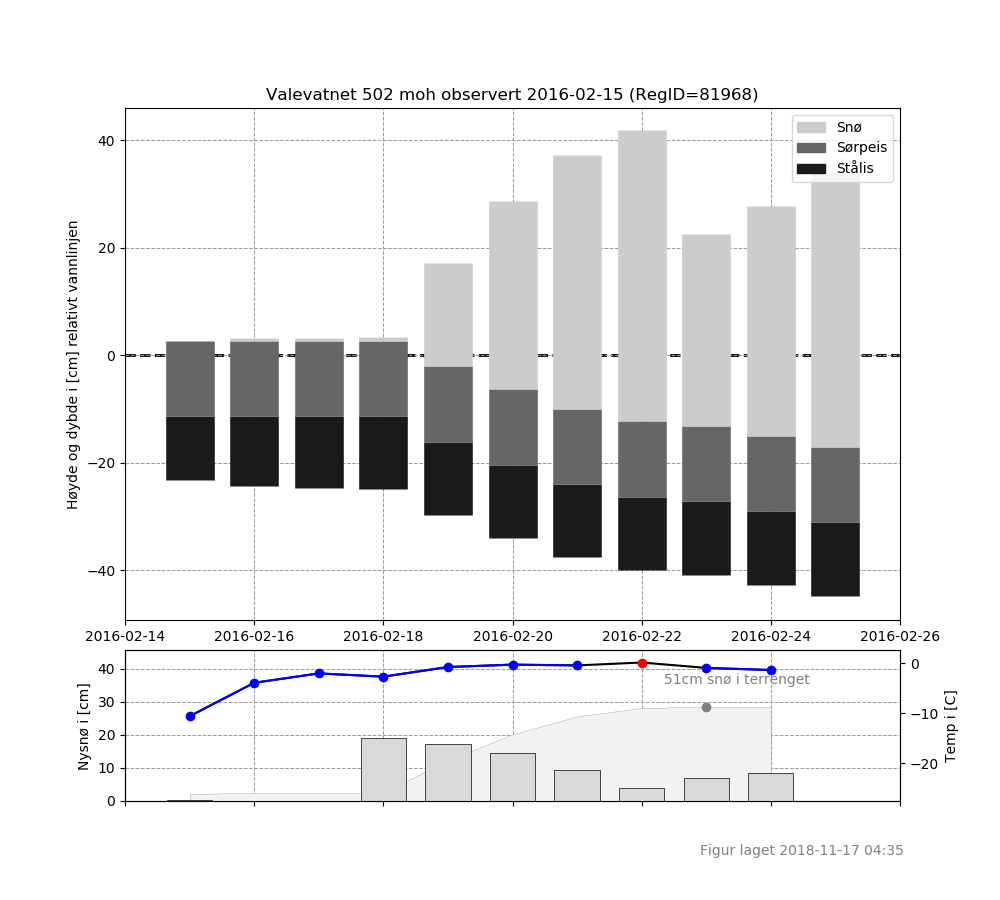 Valevatnet 502 moh observert 2016-02-15 (RegID=81968)
Snø
Sørpeis
Stålis
Høyde og dybde i [cm] relativt vannlinjen
40
20
0
−20
−40
2016-02-14 2016-02-16 2016-02-18 2016-02-20 2016-02-22 2016-02-24 2016-02-26
Nysnø i [cm]
40
30
20
10
0
51cm snø i terrenget
0
−10
−20
Temp i [C]
Figur laget 2018-11-17 04:35